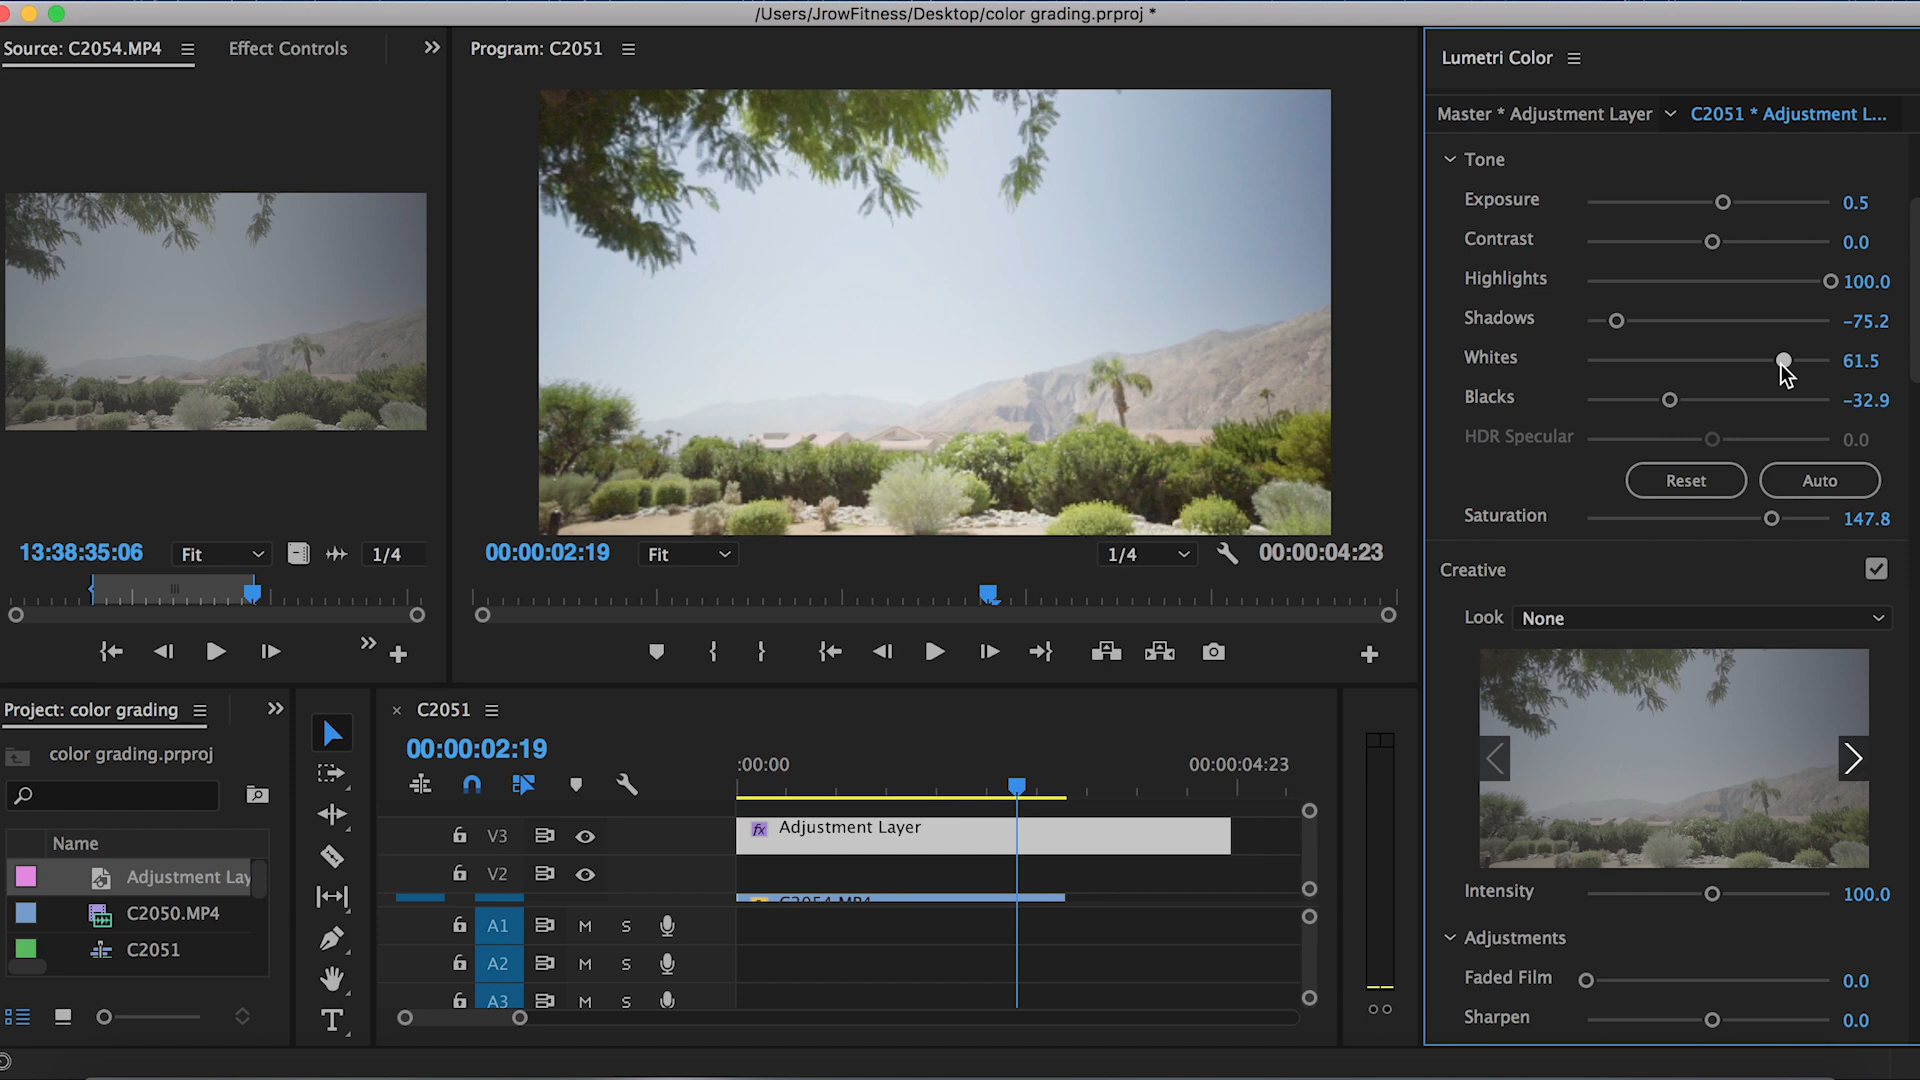 /Users/JrowFitness/Desktop/color grading.prproj *
Source: C2054.MP4
Effect Controls
Program: C2051
Lumetri Color
Master * Adjustment Layer
C2051 * Adjustment L...
Tone
Exposure 0.5
Contrast 0.0
Highlights 100.0
Shadows -75.2
Whites 61.5
Blacks -32.9
HDR Specular 0.0
Reset Auto
Saturation 147.8
Creative
Look None
Intensity 100.0
Adjustments
Faded Film 0.0
Sharpen 0.0
13:38:35:06 Fit 1/4
00:00:02:19 Fit 1/4 00:00:04:23
Project: color grading
color grading.prproj
Name
Adjustment Lay
C2050.MP4
C2051
C2051
00:00:02:19
:00:00 00:00:04:23
V3 fx Adjustment Layer
V2
C2054.MP4
A1 M S
A2 M S
A3 M S